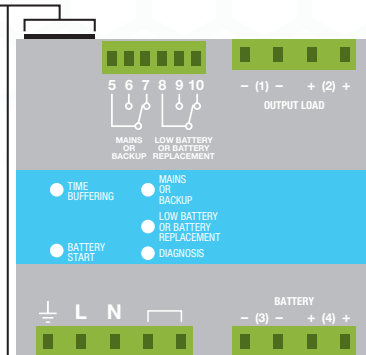 5 6 7 8 9 10
− (1) − + (2) +
OUTPUT LOAD
MAINS
OR
BACKUP
LOW BATTERY
OR BATTERY
REPLACEMENT
TIME
BUFFERING
MAINS
OR
BACKUP
LOW BATTERY
OR BATTERY
REPLACEMENT
BATTERY
START
DIAGNOSIS
L N
BATTERY
− (3) − + (4) +